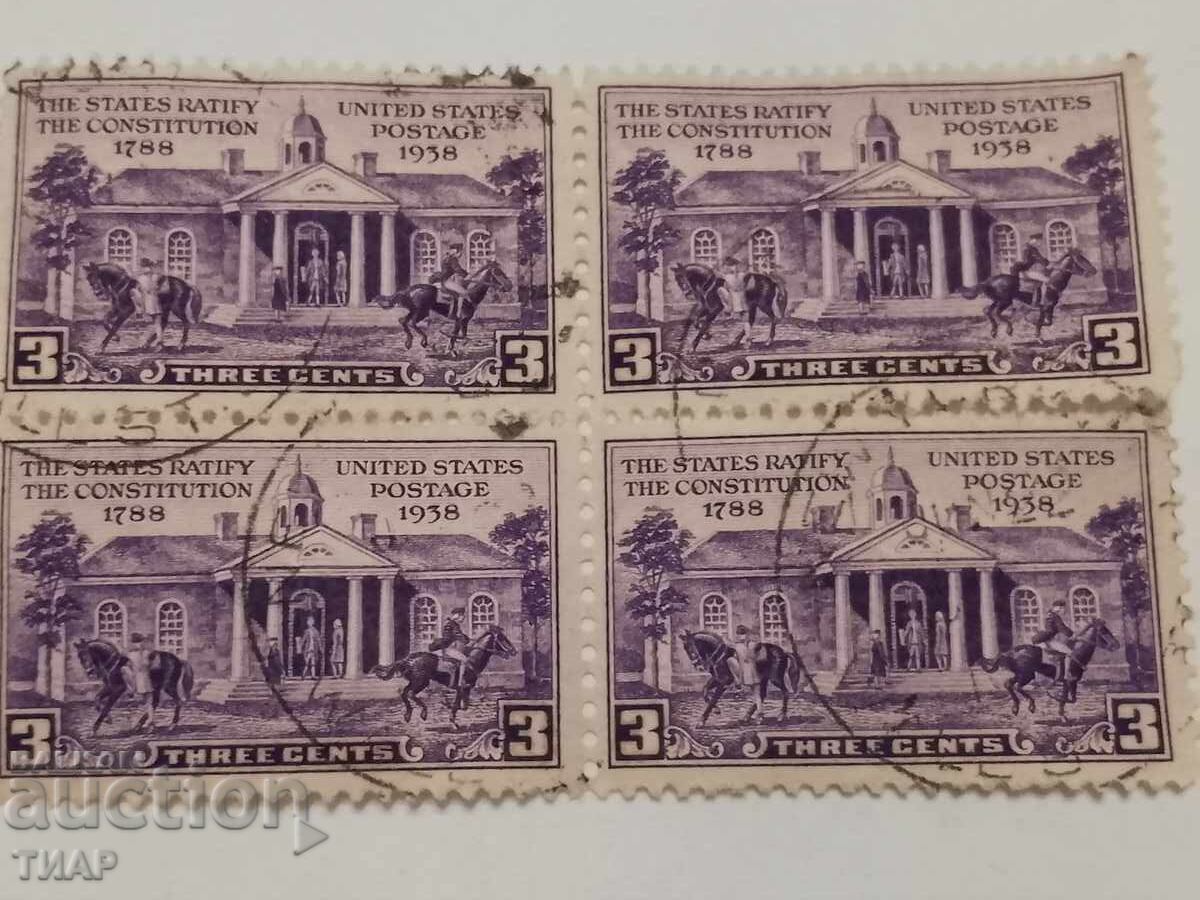 THE STATES RATIFY
THE CONSTITUTION
1788
UNITED STATES
POSTAGE
1938
3 THREE CENTS 3
THE STATES RATIFY
THE CONSTITUTION
1788
UNITED STATES
POSTAGE
1938
3 THREE CENTS 3
THE STATES RATIFY
THE CONSTITUTION
1788
UNITED STATES
POSTAGE
1938
3 THREE CENTS 3
THE STATES RATIFY
THE CONSTITUTION
1788
UNITED STATES
POSTAGE
1938
3 THREE CENTS 3
auction
ТИАР